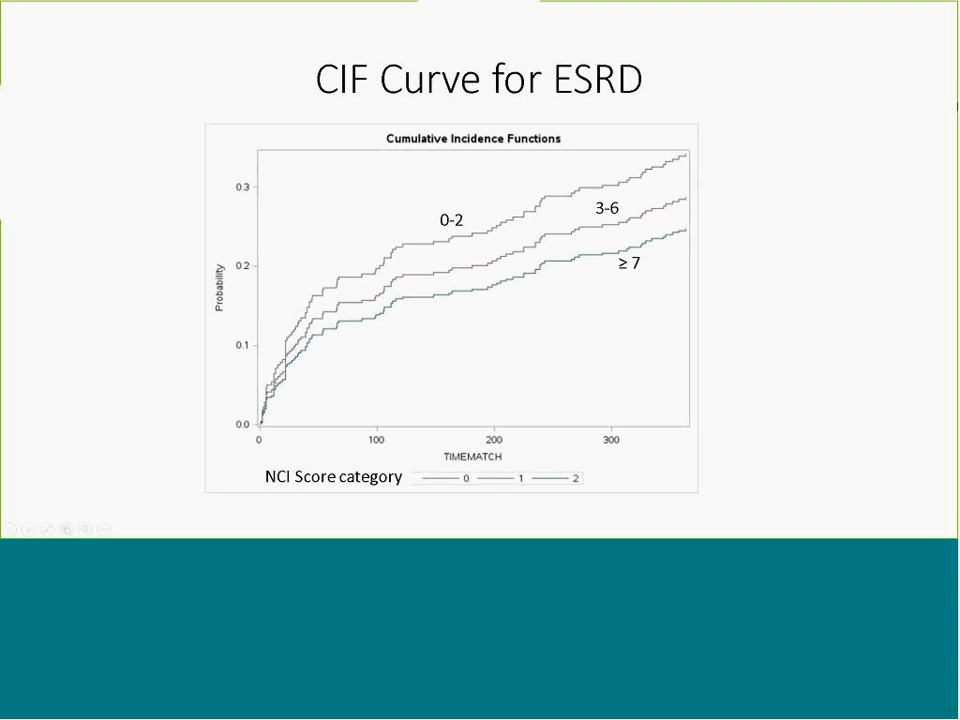 CIF Curve for ESRD
Cumulative Incidence Functions
0.3
0.2
0.1
0.0
Probability
0-2
3-6
≥ 7
0 100 200 300
TIMEMATCH
NCI Score category 0 1 2